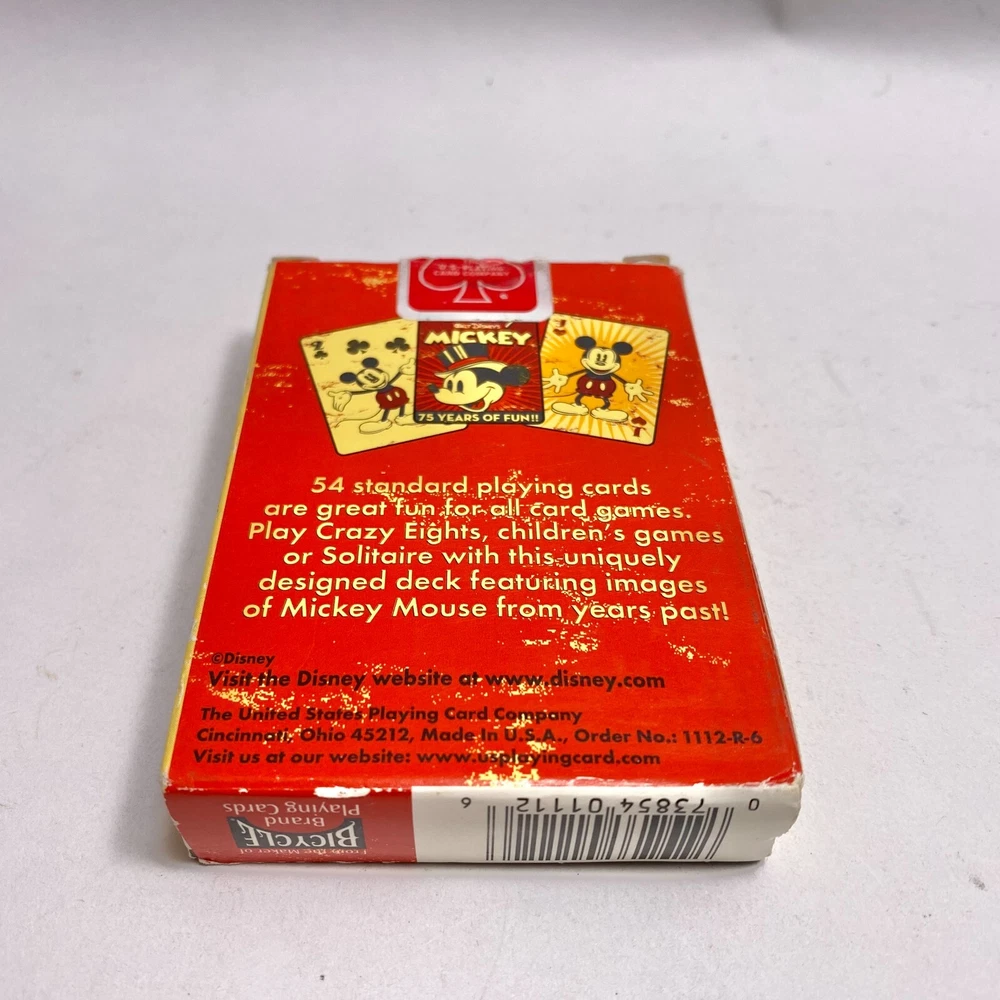 U.S. PLAYING
CARD COMPANY
WALT DISNEY'S
MICKEY
75 YEARS OF FUN!!
2
J
J
54 standard playing cards
are great fun for all card games.
Play Crazy Eights, children's games
or Solitaire with this uniquely
designed deck featuring images
of Mickey Mouse from years past!
©Disney
Visit the Disney website at www.disney.com
The United States Playing Card Company
Cincinnati, Ohio 45212, Made In U.S.A., Order No.: 1112-R-6
Visit us at our website: www.usplayingcard.com
From the Maker of
BICYCLE
Brand
Playing Cards
0 73854 01112 6